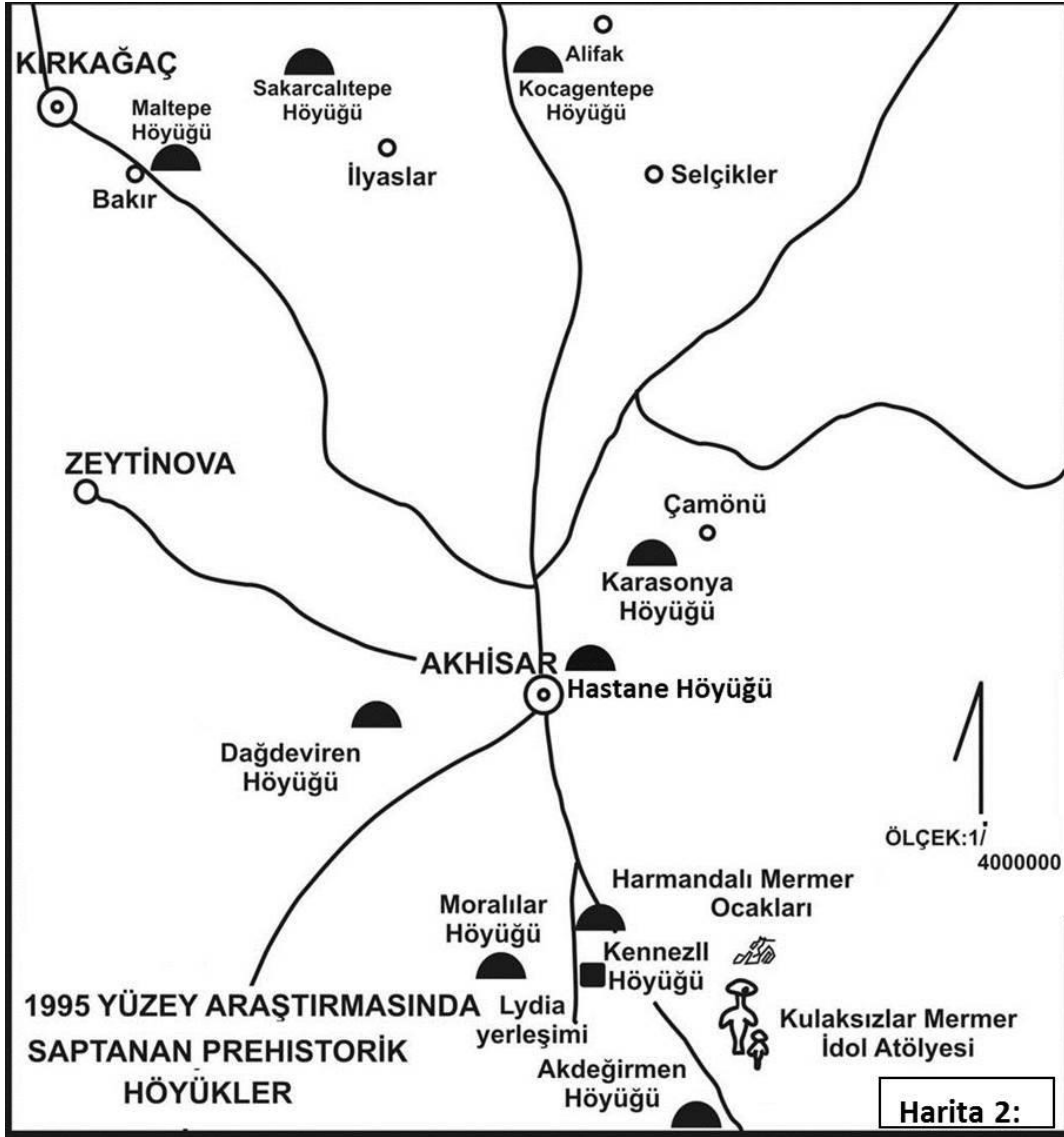 Alifak
KIRKAĞAÇ
Sakarcalıtepe
Höyüğü
Kocagentepe
Höyüğü
Maltepe
Höyüğü
İlyaslar
Selçikler
Bakır
ZEYTİNOVA
Çamönü
Karasonya
Höyüğü
AKHİSAR
Hastane Höyüğü
Dağdeviren
Höyüğü
ÖLÇEK:1/
4000000
Harmandalı Mermer
Ocakları
Moralılar
Höyüğü
Kennezll
Höyüğü
Lydia
yerleşimi
Kulaksızlar Mermer
İdol Atölyesi
Akdeğirmen
Höyüğü
1995 YÜZEY ARAŞTIRMASINDA
SAPTANAN PREHISTORİK
HÖYÜKLER
Harita 2: